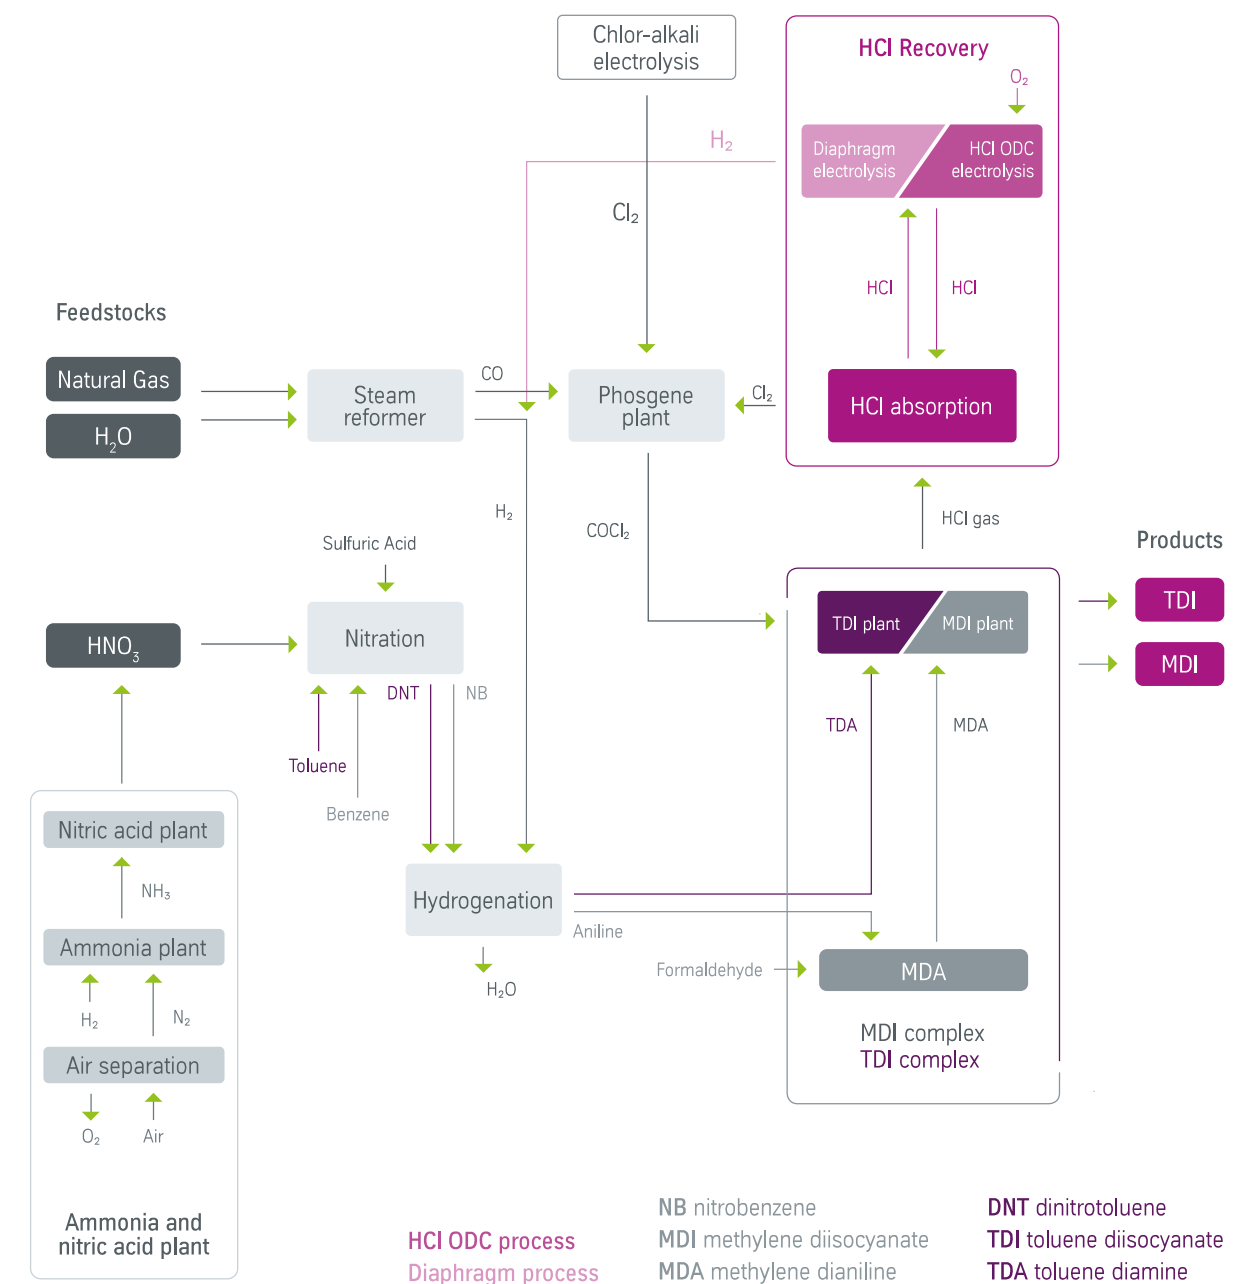 Chlor-alkali
electrolysis
HCl Recovery
O₂
H₂
Diaphragm
electrolysis
HCl ODC
electrolysis
Cl₂
HCl
HCl
Feedstocks
Natural Gas
H₂O
Steam
reformer
CO
Phosgene
plant
Cl₂
HCl absorption
H₂
COCl₂
HCl gas
Sulfuric Acid
Products
HNO₃
Nitration
TDI plant
MDI plant
TDI
MDI
DNT
NB
TDA
MDA
Toluene
Benzene
Nitric acid plant
NH₃
Hydrogenation
Aniline
Ammonia plant
Formaldehyde
MDA
H₂O
H₂
N₂
MDI complex
TDI complex
Air separation
O₂
Air
Ammonia and
nitric acid plant
HCl ODC process
Diaphragm process
NB nitrobenzene
MDI methylene diisocyanate
MDA methylene dianiline
DNT dinitrotoluene
TDI toluene diisocyanate
TDA toluene diamine